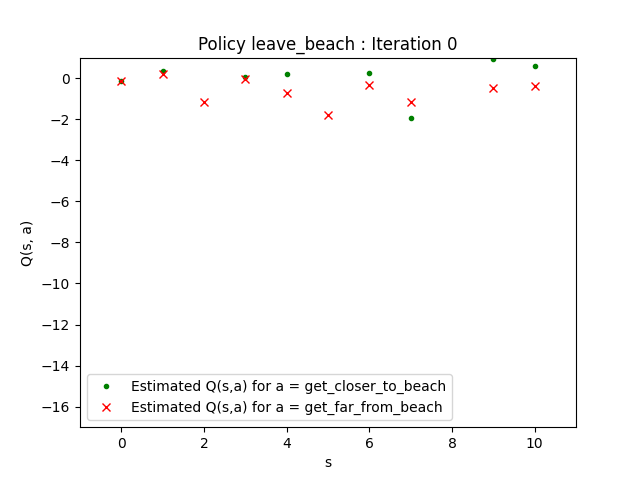 Policy leave_beach : Iteration 0
Q(s, a)
0
−2
−4
−6
−8
−10
−12
−14
−16
Estimated Q(s,a) for a = get_closer_to_beach
Estimated Q(s,a) for a = get_far_from_beach
0 2 4 6 8 10
s